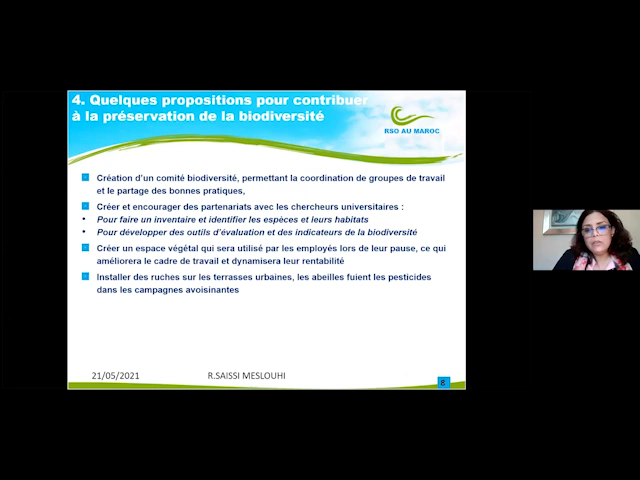 4. Quelques propositions pour contribuer
à la préservation de la biodiversité
RSO AU MAROC
Création d'un comité biodiversité, permettant la coordination de groupes de travail
et le partage des bonnes pratiques,
Créer et encourager des partenariats avec les chercheurs universitaires :
• Pour faire un inventaire et identifier les espèces et leurs habitats
• Pour développer des outils d'évaluation et des indicateurs de la biodiversité
Créer un espace végétal qui sera utilisé par les employés lors de leur pause, ce qui
améliorera le cadre de travail et dynamisera leur rentabilité
Installer des ruches sur les terrasses urbaines, les abeilles fuient les pesticides
dans les campagnes avoisinantes
21/05/2021
R.SAISSI MESLOUHI
8